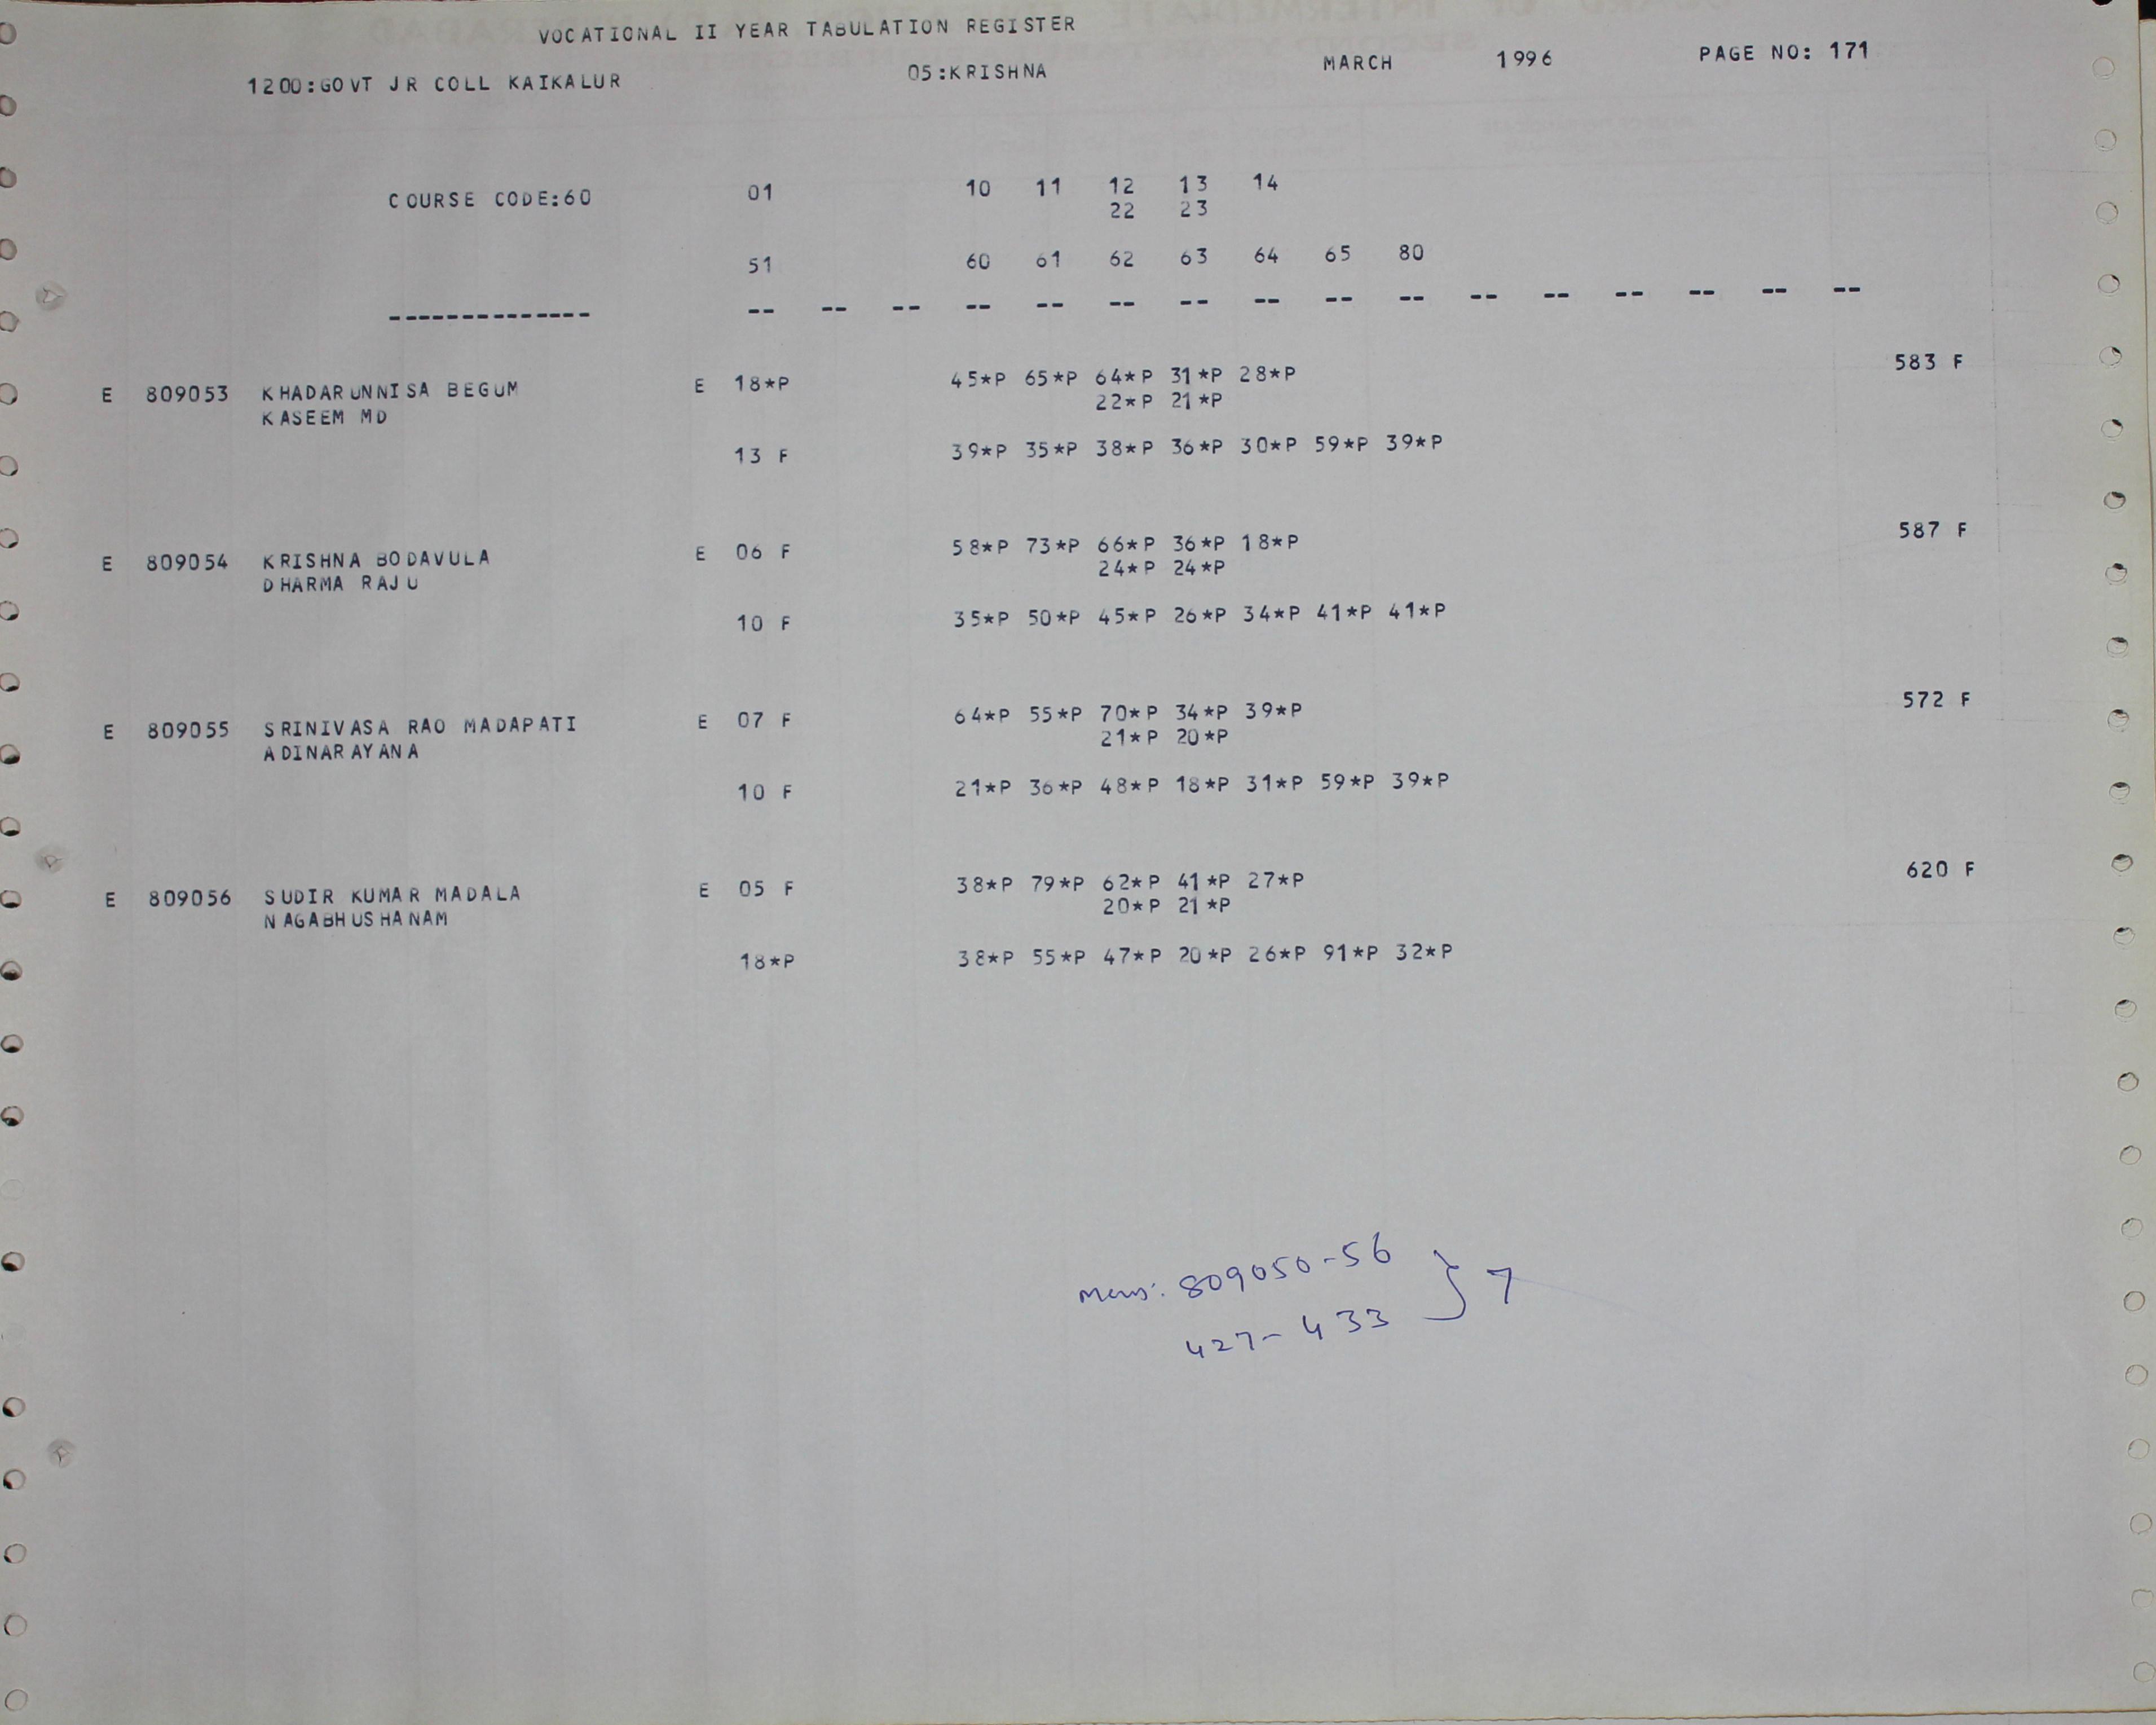 VOCATIONAL II YEAR TABULATION REGISTER
1200:GOVT JR COLL KAIKALUR 05:KRISHNA MARCH 1996 PAGE NO: 171
COURSE CODE:60 01 10 11 12 13 14
22 23
51 60 61 62 63 64 65 80
-------------- -- -- -- -- -- -- -- -- -- -- -- -- -- -- -- --
583 F
E 809053 KHADARUNNISA BEGUM E 18*P 45*P 65*P 64*P 31*P 28*P
KASEEM MD 22*P 21*P
13 F 39*P 35*P 38*P 36*P 30*P 59*P 39*P
587 F
E 809054 KRISHNA BODAVULA E 06 F 58*P 73*P 66*P 36*P 18*P
DHARMA RAJU 24*P 24*P
10 F 35*P 50*P 45*P 26*P 34*P 41*P 41*P
572 F
E 809055 SRINIVASA RAO MADAPATI E 07 F 64*P 55*P 70*P 34*P 39*P
ADINARAYANA 21*P 20*P
10 F 21*P 36*P 48*P 18*P 31*P 59*P 39*P
620 F
E 809056 SUDIR KUMAR MADALA E 05 F 38*P 79*P 62*P 41*P 27*P
NAGABHUSHANAM 20*P 21*P
18*P 38*P 55*P 47*P 20*P 26*P 91*P 32*P
809050-56 } 7
427-433